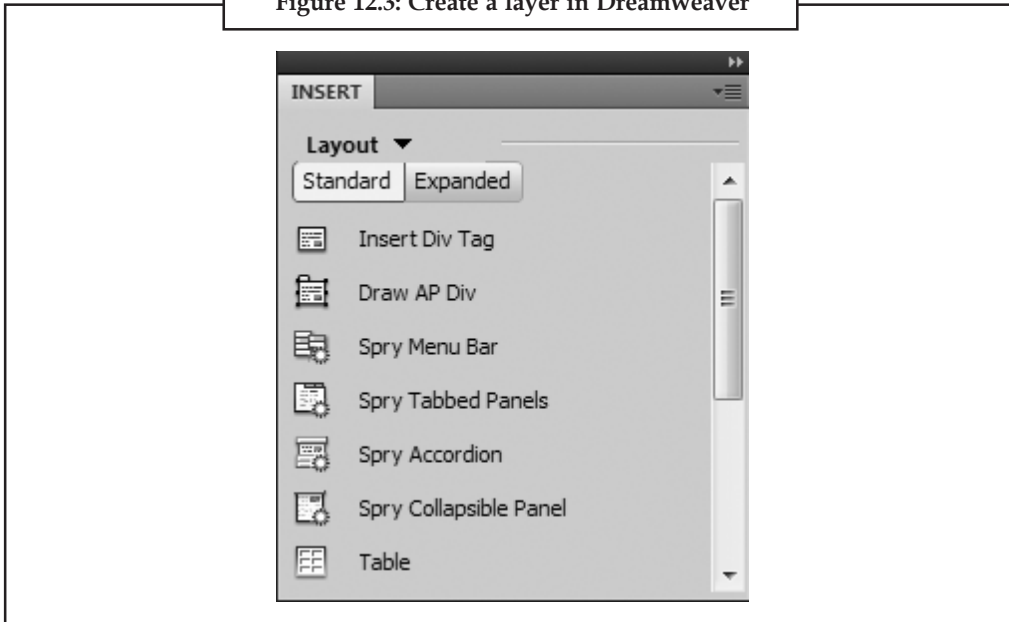 Figure 12.3: Create a layer in Dreamweaver
INSERT
Layout
Standard Expanded
Insert Div Tag
Draw AP Div
Spry Menu Bar
Spry Tabbed Panels
Spry Accordion
Spry Collapsible Panel
Table